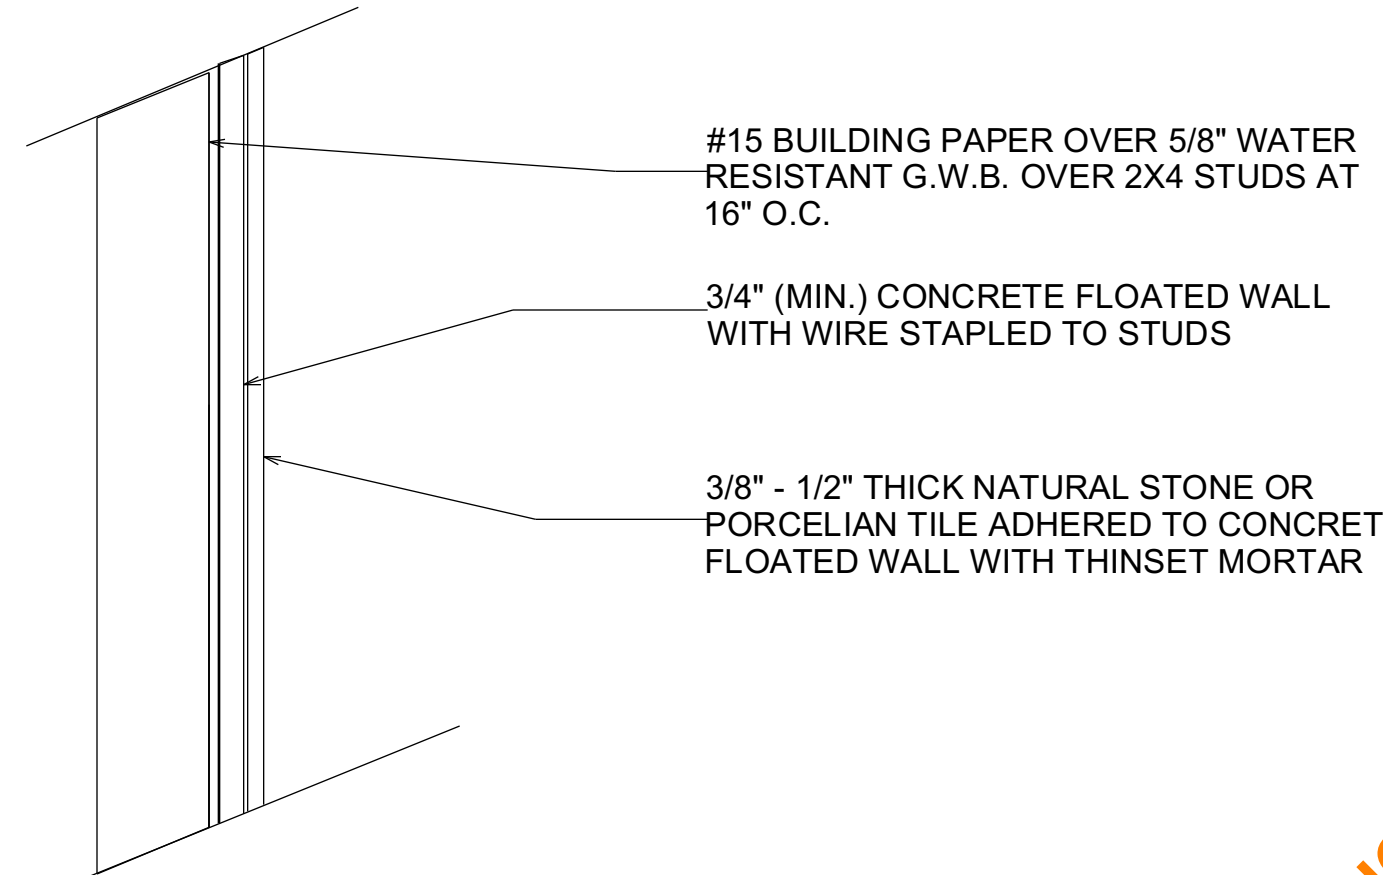 #15 BUILDING PAPER OVER 5/8" WATER
RESISTANT G.W.B. OVER 2X4 STUDS AT
16" O.C.
3/4" (MIN.) CONCRETE FLOATED WALL
WITH WIRE STAPLED TO STUDS
3/8" - 1/2" THICK NATURAL STONE OR
PORCELIAN TILE ADHERED TO CONCRET
FLOATED WALL WITH THINSET MORTAR